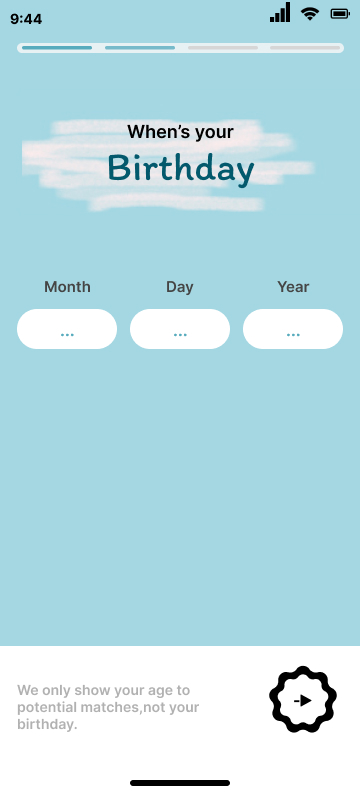 9:44
When’s your
Birthday
Month Day Year
... ... ...
We only show your age to
potential matches,not your
birthday.